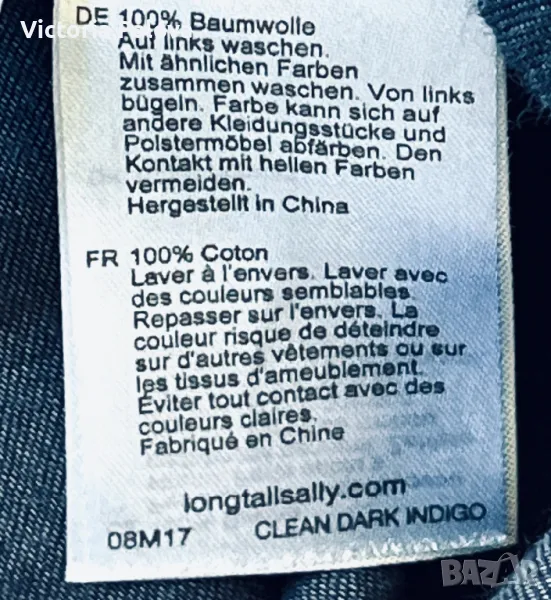 DE 100% Baumwolle
Auf links waschen.
Mit ähnlichen Farben
zusammen waschen. Von links
bügeln. Farbe kann sich auf
andere Kleidungsstücke und
Polstermöbel abfärben. Den
Kontakt mit hellen Farben
vermeiden.
Hergestellt in China
FR 100% Coton
Laver à l'envers. Laver avec
des couleurs semblables.
Repasser sur l'envers. La
couleur risque de déteindre
sur d'autres vêtements ou sur
les tissus d'ameublement.
Éviter tout contact avec des
couleurs claires.
Fabriqué en Chine
longtallsally.com
08M17 CLEAN DARK INDIGO
BAZAR